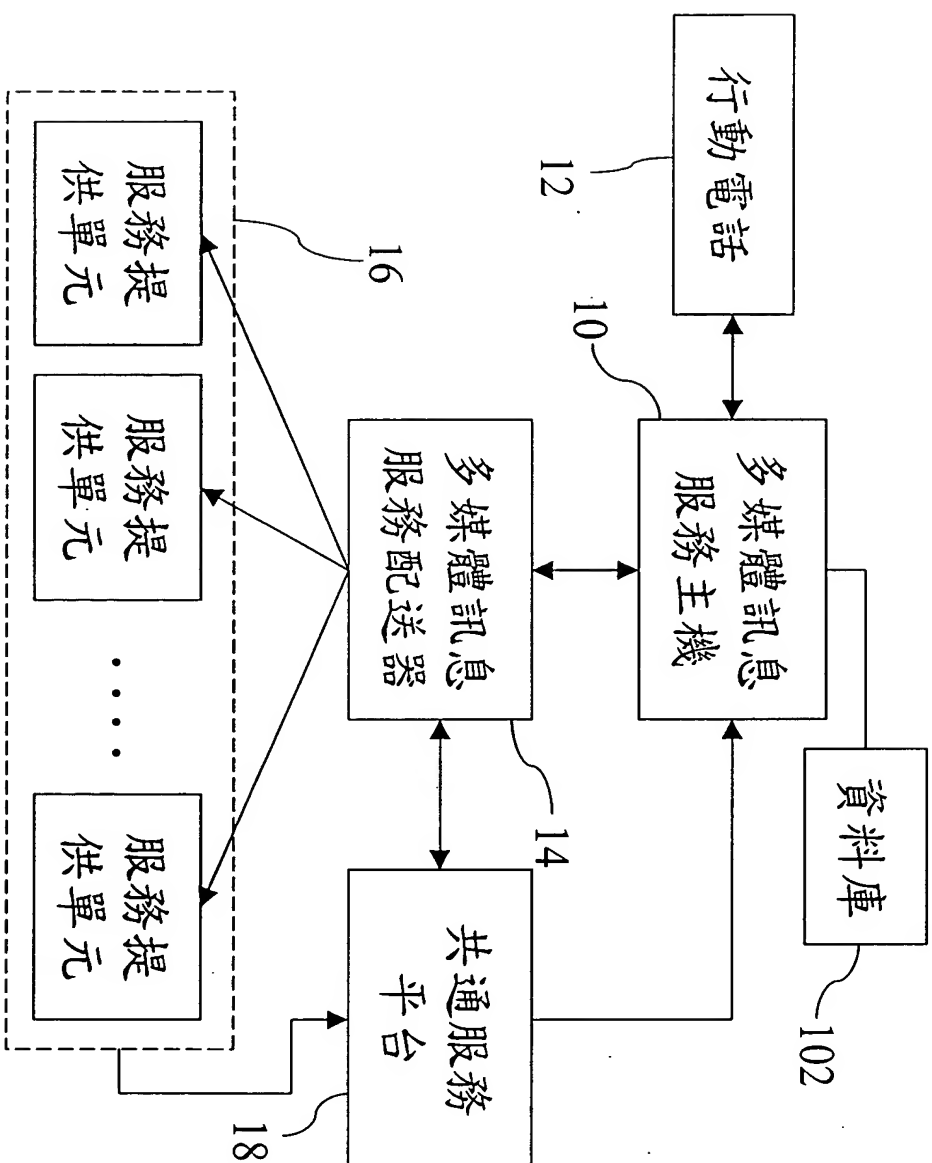 行動電話
12
10
多媒體訊息
服務主機
資料庫
102
多媒體訊息
服務配送器
14
共通服務
平台
18
16
服務提
供單元
服務提
供單元
‧‧‧‧
服務提
供單元